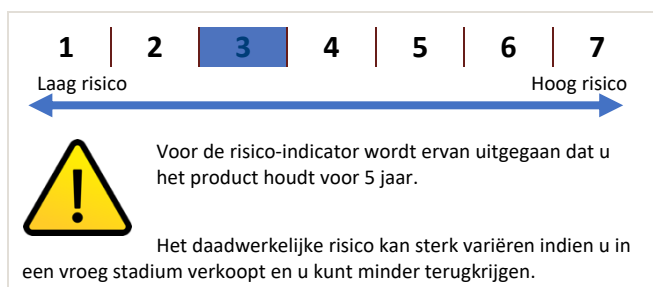 1 2 3 4 5 6 7
Laag risico Hoog risico
Voor de risico-indicator wordt ervan uitgegaan dat u
het product houdt voor 5 jaar.
Het daadwerkelijke risico kan sterk variëren indien u in
een vroeg stadium verkoopt en u kunt minder terugkrijgen.